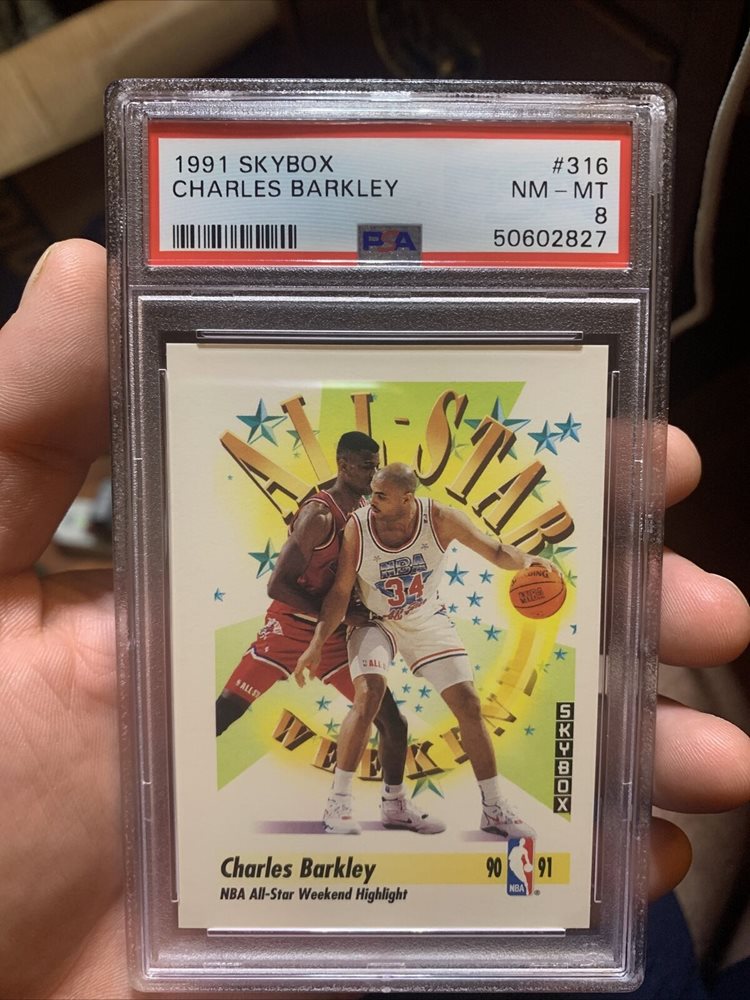 1991 SKYBOX #316
CHARLES BARKLEY NM - MT
8
PSA 50602827
ALL-STAR
NBA
34
SKYBOX
Charles Barkley 90 91
NBA
®
NBA All-Star Weekend Highlight